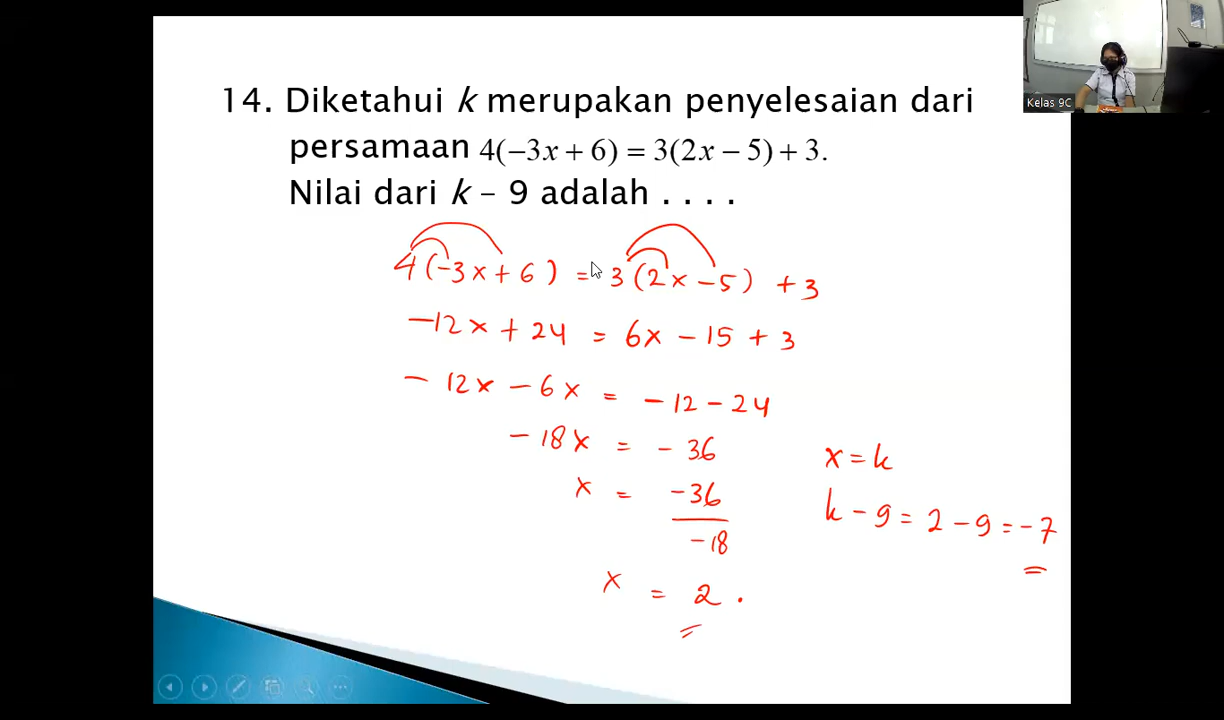 Kelas 9C
14. Diketahui k merupakan penyelesaian dari
persamaan 4(−3x + 6) = 3(2x − 5) + 3.
Nilai dari k – 9 adalah . . . .
4(-3x + 6) = 3(2x - 5) + 3
-12x + 24 = 6x - 15 + 3
- 12x - 6x = - 12 - 24
- 18x = - 36
x = -36
-18
x = 2 .
x = k
k - 9 = 2 - 9 = - 7